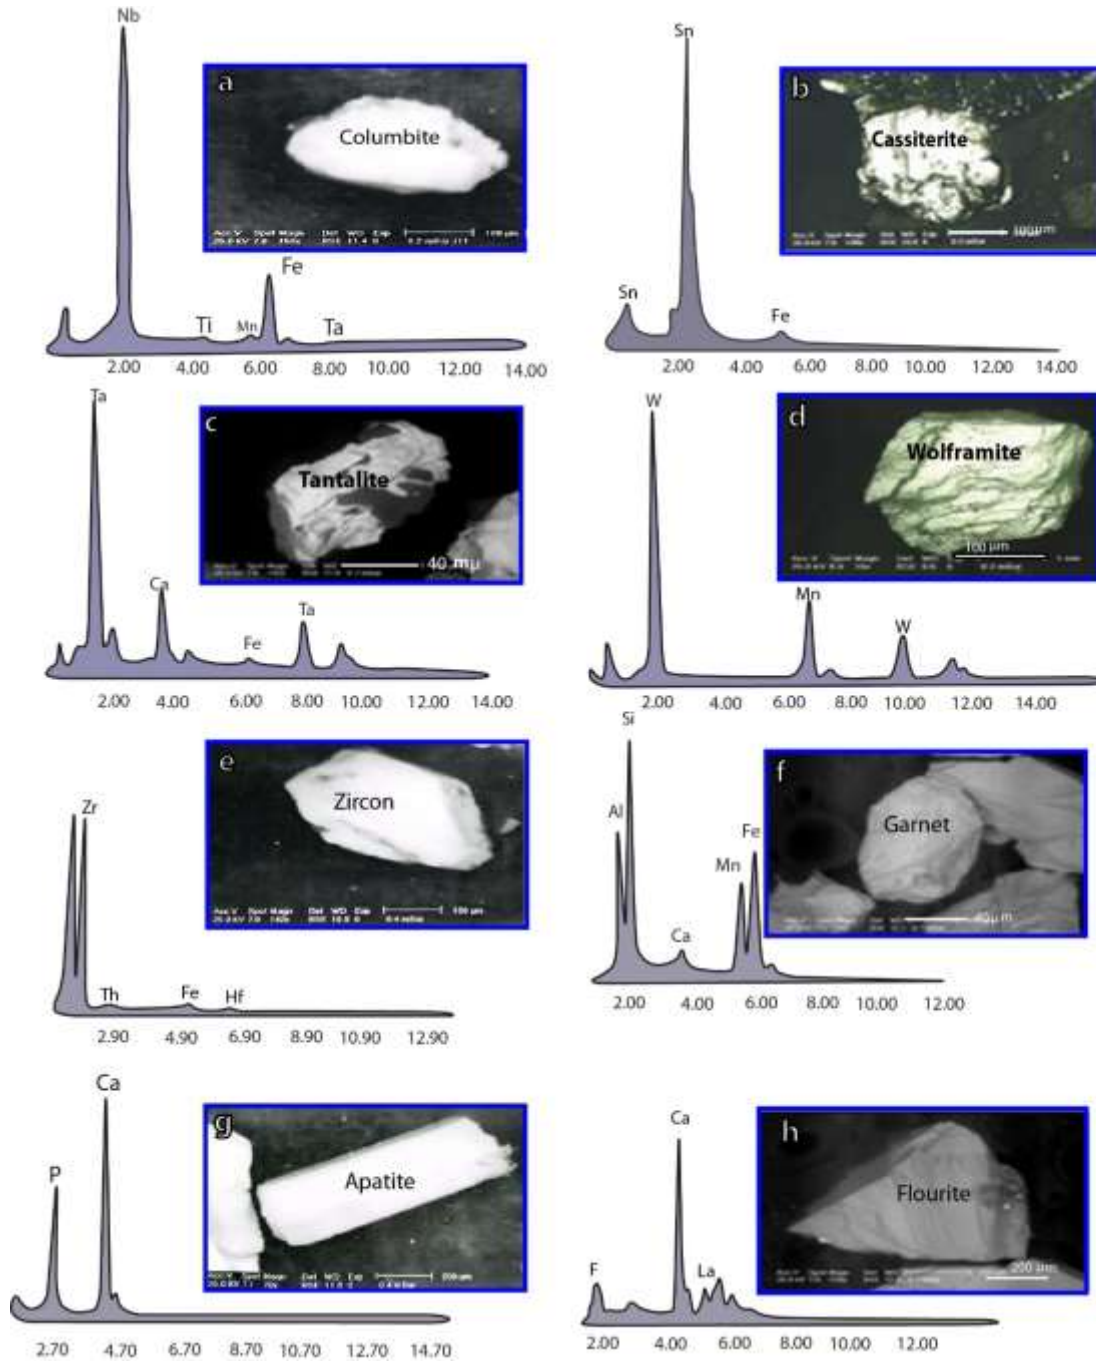 Nb
a
Columbite
Fe
Ti
Mn
Ta
2.00 4.00 6.00 8.00 10.00 12.00 14.00
Sn
b
Cassiterite
100µm
Sn
Fe
2.00 4.00 6.00 8.00 10.00 12.00
Ta
c
Tantalite
40 mµ
Ca
Ta
Fe
2.00 4.00 6.00 8.00 10.00 12.00 14.00
W
d
Wolframite
100 µm
Mn
W
2.00 4.00 6.00 8.00 10.00 12.00 14.00
e
Zircon
Zr
Th
Fe
Hf
2.90 4.90 6.90 8.90 10.90 12.90
Si
f
Garnet
40µm
Al
Fe
Mn
Ca
2.00 4.00 6.00 8.00 10.00 12.00
Ca
g
Apatite
P
2.70 4.70 6.70 8.70 10.70 12.70 14.70
Ca
h
Flourite
200 µm
F
La
2.00 4.00 6.00 8.00 10.00 12.00